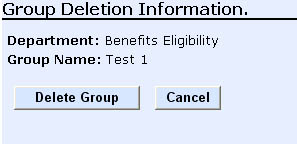 Group Deletion Information.
Department: Benefits Eligibility
Group Name: Test 1
Delete Group Cancel